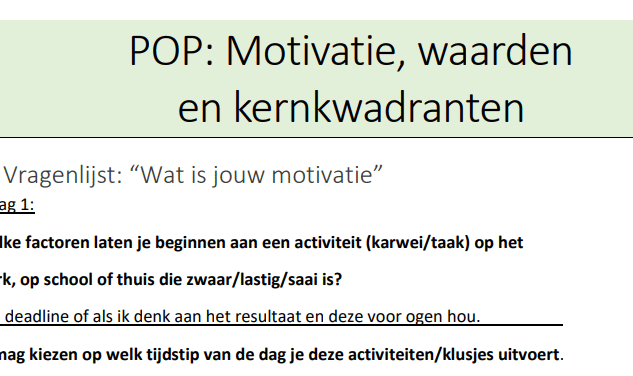 POP: Motivatie, waarden
en kernkwadranten
Vragenlijst: “Wat is jouw motivatie”
ag 1:
lke factoren laten je beginnen aan een activiteit (karwei/taak) op het
rk, op school of thuis die zwaar/lastig/saai is?
deadline of als ik denk aan het resultaat en deze voor ogen hou.
mag kiezen op welk tijdstip van de dag je deze activiteiten/klusjes uitvoert.